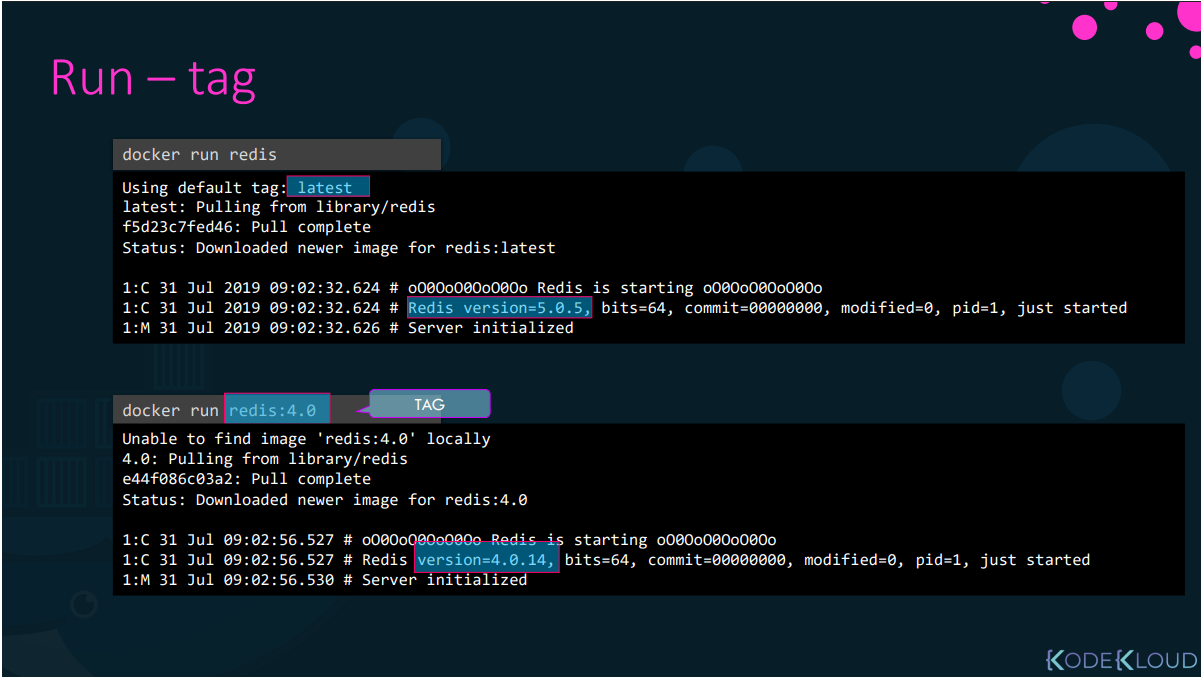 Run – tag
docker run redis
Using default tag: latest
latest: Pulling from library/redis
f5d23c7fed46: Pull complete
Status: Downloaded newer image for redis:latest
1:C 31 Jul 2019 09:02:32.624 # oO0OoO0OoO0Oo Redis is starting oO0OoO0OoO0Oo
1:C 31 Jul 2019 09:02:32.624 # Redis version=5.0.5, bits=64, commit=00000000, modified=0, pid=1, just started
1:M 31 Jul 2019 09:02:32.626 # Server initialized
docker run redis:4.0
TAG
Unable to find image 'redis:4.0' locally
4.0: Pulling from library/redis
e44f086c03a2: Pull complete
Status: Downloaded newer image for redis:4.0
1:C 31 Jul 09:02:56.527 # oO0OoO0OoO0Oo Redis is starting oO0OoO0OoO0Oo
1:C 31 Jul 09:02:56.527 # Redis version=4.0.14, bits=64, commit=00000000, modified=0, pid=1, just started
1:M 31 Jul 09:02:56.530 # Server initialized
KODEKLOUD